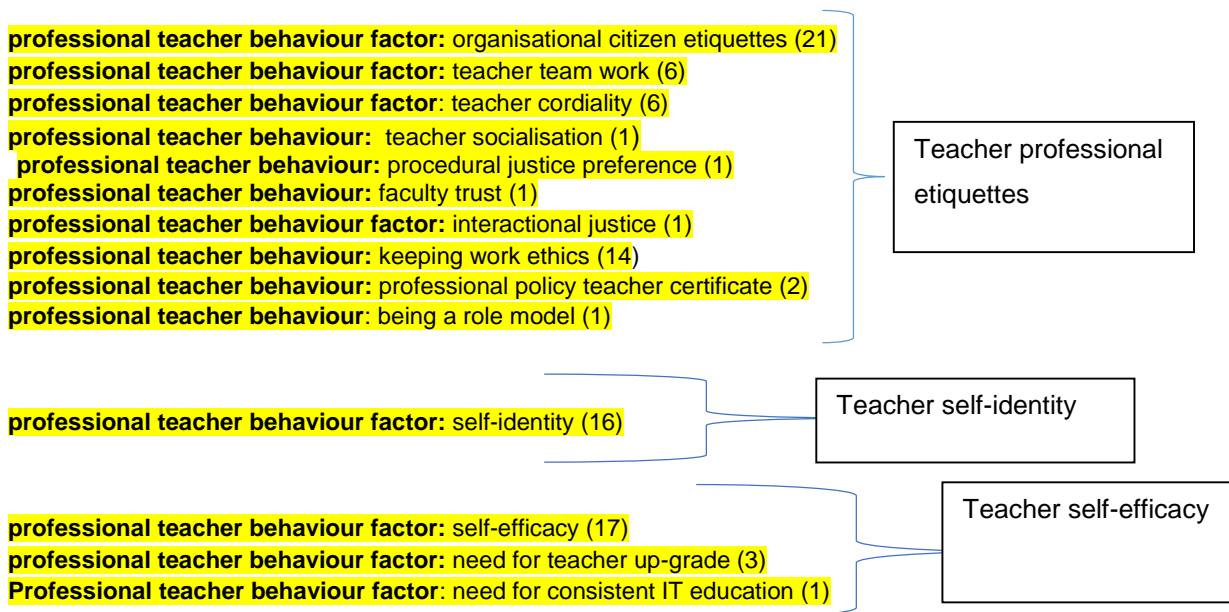 professional teacher behaviour factor: organisational citizen etiquettes (21)
professional teacher behaviour factor: teacher team work (6)
professional teacher behaviour factor: teacher cordiality (6)
professional teacher behaviour: teacher socialisation (1)
professional teacher behaviour: procedural justice preference (1)
professional teacher behaviour: faculty trust (1)
professional teacher behaviour factor: interactional justice (1)
professional teacher behaviour: keeping work ethics (14)
professional teacher behaviour: professional policy teacher certificate (2)
professional teacher behaviour: being a role model (1)
Teacher professional
etiquettes
professional teacher behaviour factor: self-identity (16)
Teacher self-identity
professional teacher behaviour factor: self-efficacy (17)
professional teacher behaviour factor: need for teacher up-grade (3)
Professional teacher behaviour factor: need for consistent IT education (1)
Teacher self-efficacy